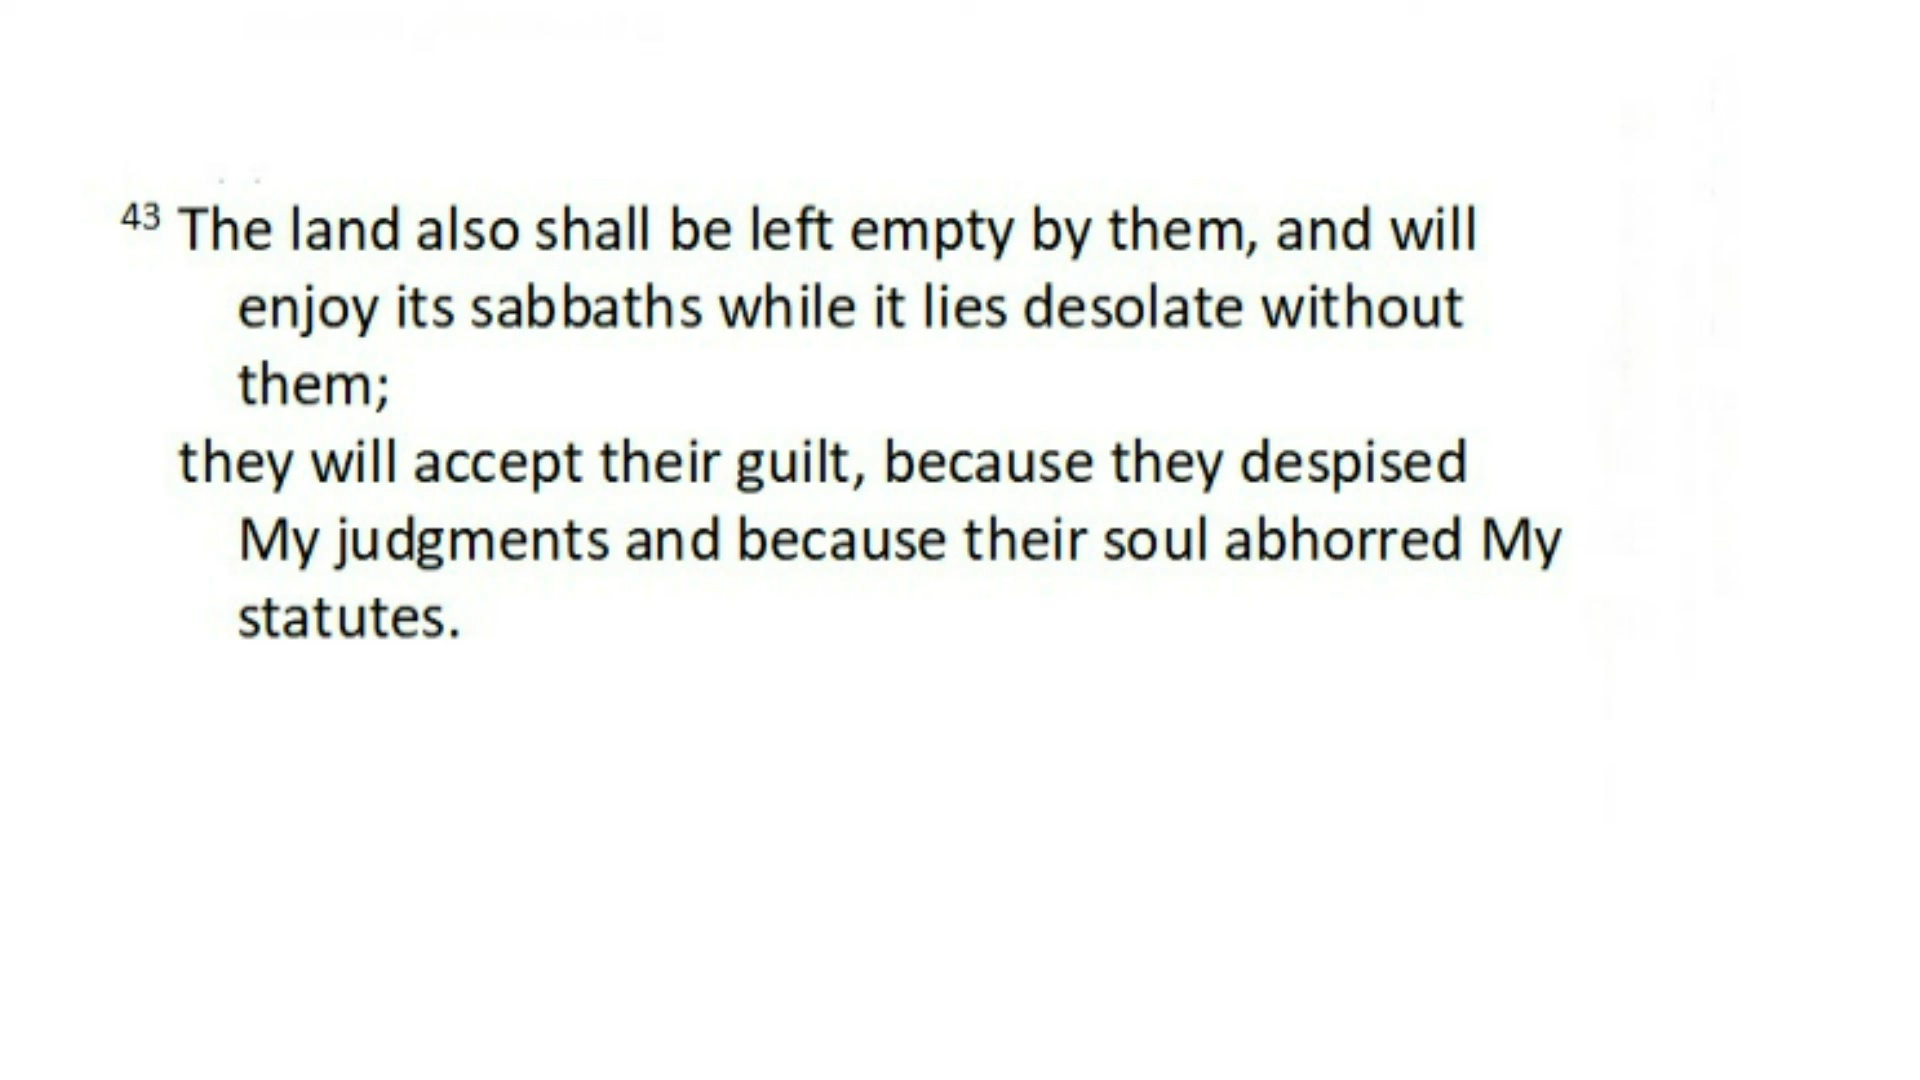 43 The land also shall be left empty by them, and will
enjoy its sabbaths while it lies desolate without
them;
they will accept their guilt, because they despised
My judgments and because their soul abhorred My
statutes.